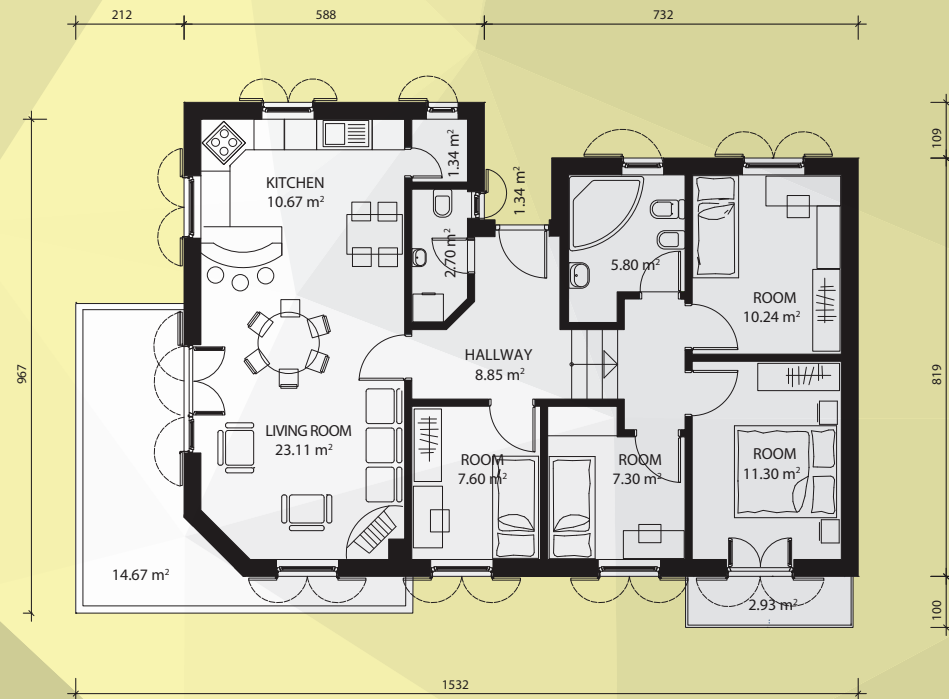 212
588
732
109
1.34 m²
KITCHEN
10.67 m²
1.34 m²
2.70 m²
5.80 m²
ROOM
10.24 m²
HALLWAY
8.85 m²
967
819
LIVING ROOM
23.11 m²
ROOM
7.60 m²
ROOM
7.30 m²
ROOM
11.30 m²
14.67 m²
2.93 m²
100
1532